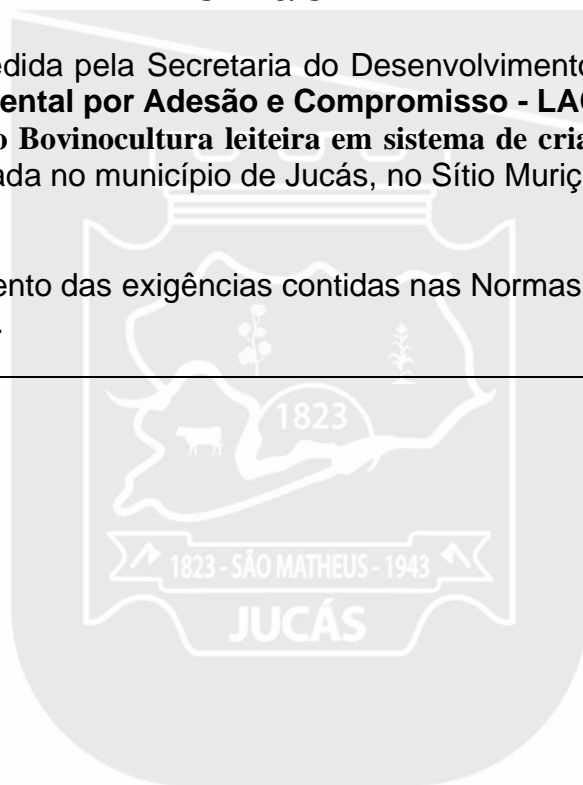 edida pela Secretaria do Desenvolvimento
ental por Adesão e Compromisso - LAC
o Bovinocultura leiteira em sistema de cria
ada no município de Jucás, no Sítio Muriç
ento das exigências contidas nas Normas
.
1823
1823 - SÃO MATHEUS - 1943
JUCÁS